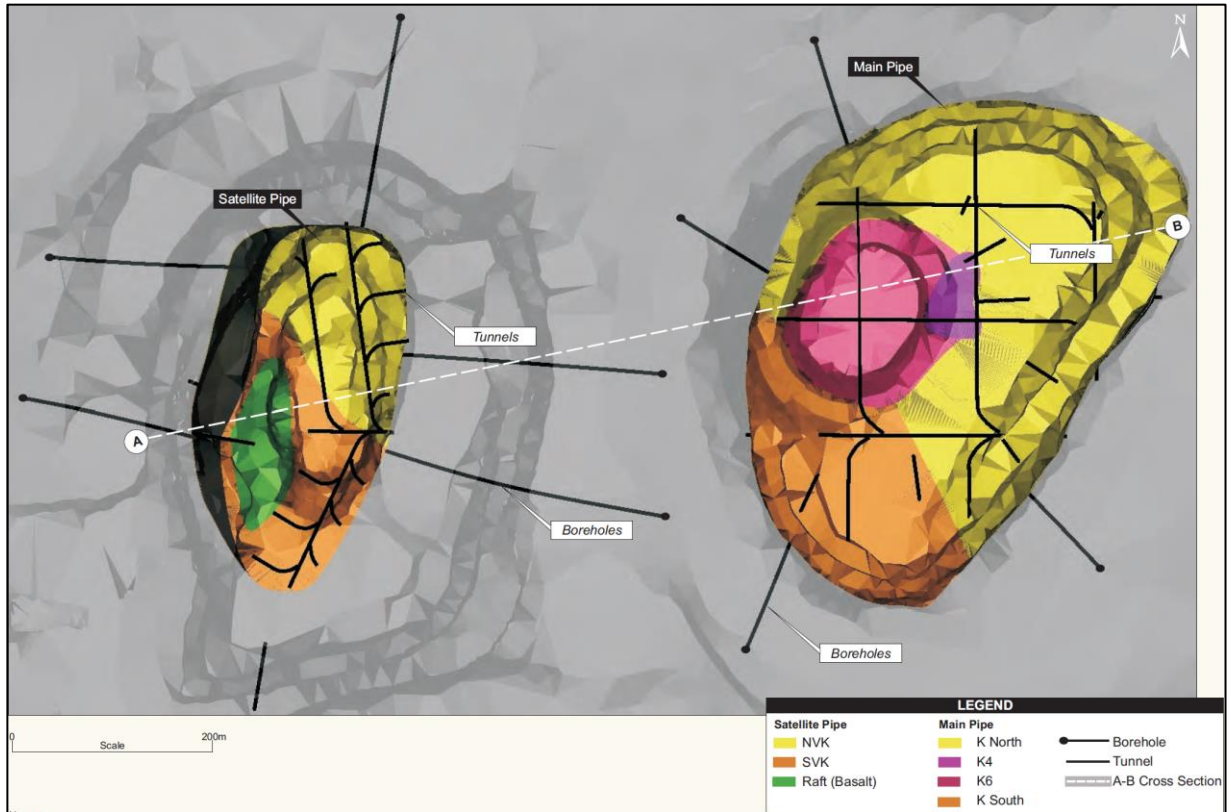 N
Main Pipe
Satellite Pipe
B
Tunnels
Tunnels
A
Boreholes
Boreholes
0
200m
Scale
LEGEND
Satellite Pipe
NVK
SVK
Raft (Basalt)
Main Pipe
K North
K4
K6
K South
Borehole
Tunnel
A-B Cross Section